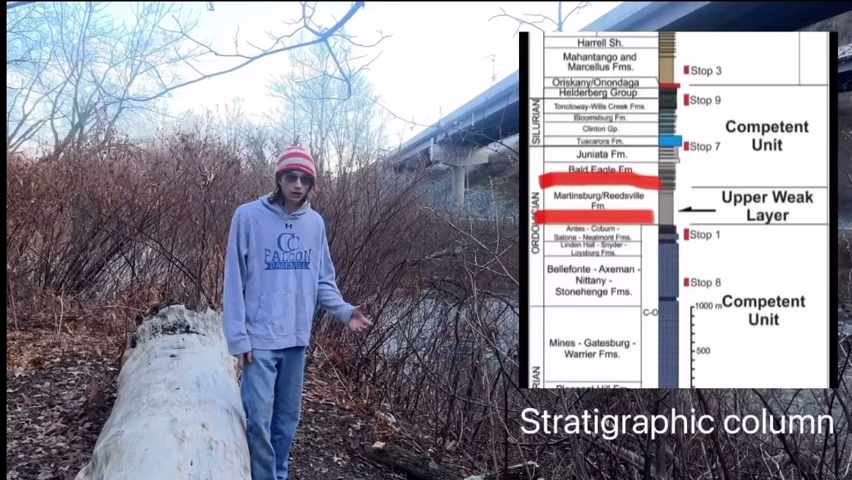 CC
FALCON
Harrell Sh.
Mahantango and
Marcellus Fms.
Stop 3
Oriskany/Onondaga
Helderberg Group
Stop 9
SILURIAN
Tonoloway-Wills Creek Fms.
Bloomsburg Fm.
Clinton Gp.
Tuscarora Fm.
Stop 7
Competent
Unit
Juniata Fm.
Bald Eagle Fm.
ORDOVICIAN
Martinsburg/Reedsville
Fm.
Upper Weak
Layer
Antes - Coburn -
Salona - Nealmont Fms.
Stop 1
Linden Hall - Snyder -
Loysburg Fms.
Bellefonte - Axeman -
Nittany -
Stonehenge Fms.
Stop 8
1000 m
Competent
Unit
C-O
Mines - Gatesburg -
Warrier Fms.
500
Stratigraphic column